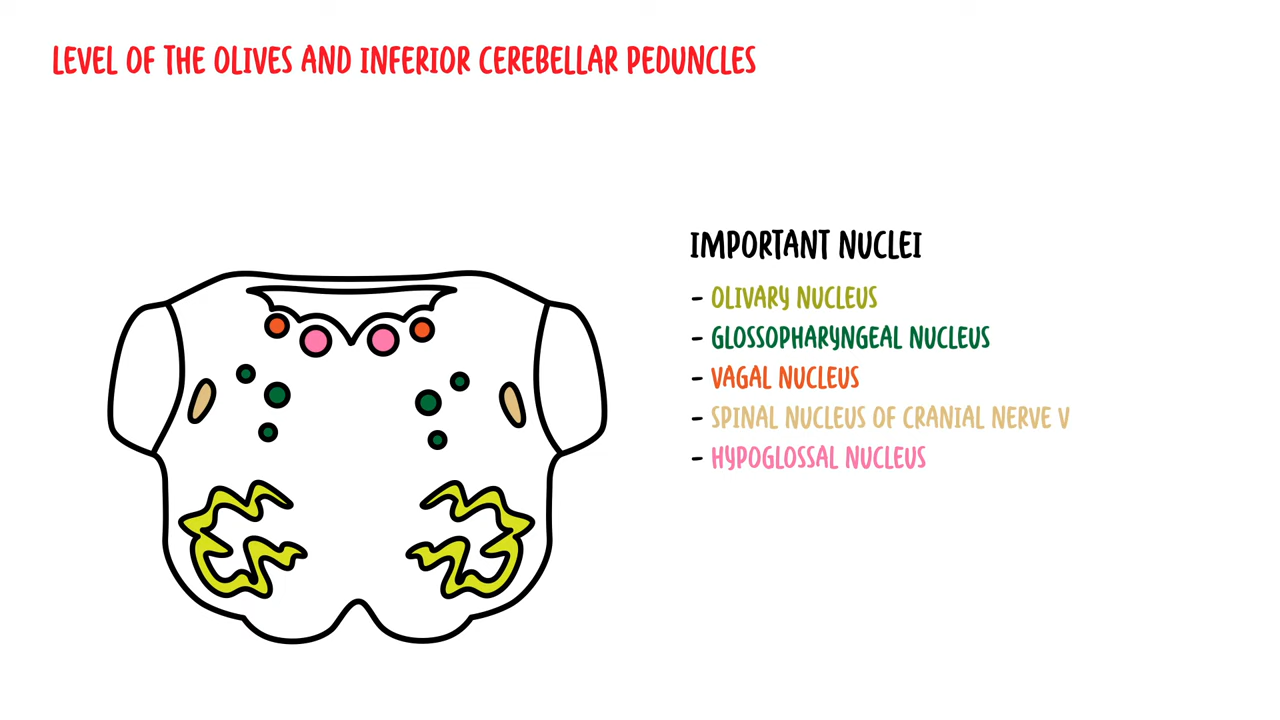 LEVEL OF THE OLIVES AND INFERIOR CEREBELLAR PEDUNCLES
IMPORTANT NUCLEI
- OLIVARY NUCLEUS
- GLOSSOPHARYNGEAL NUCLEUS
- VAGAL NUCLEUS
- SPINAL NUCLEUS OF CRANIAL NERVE V
- HYPOGLOSSAL NUCLEUS